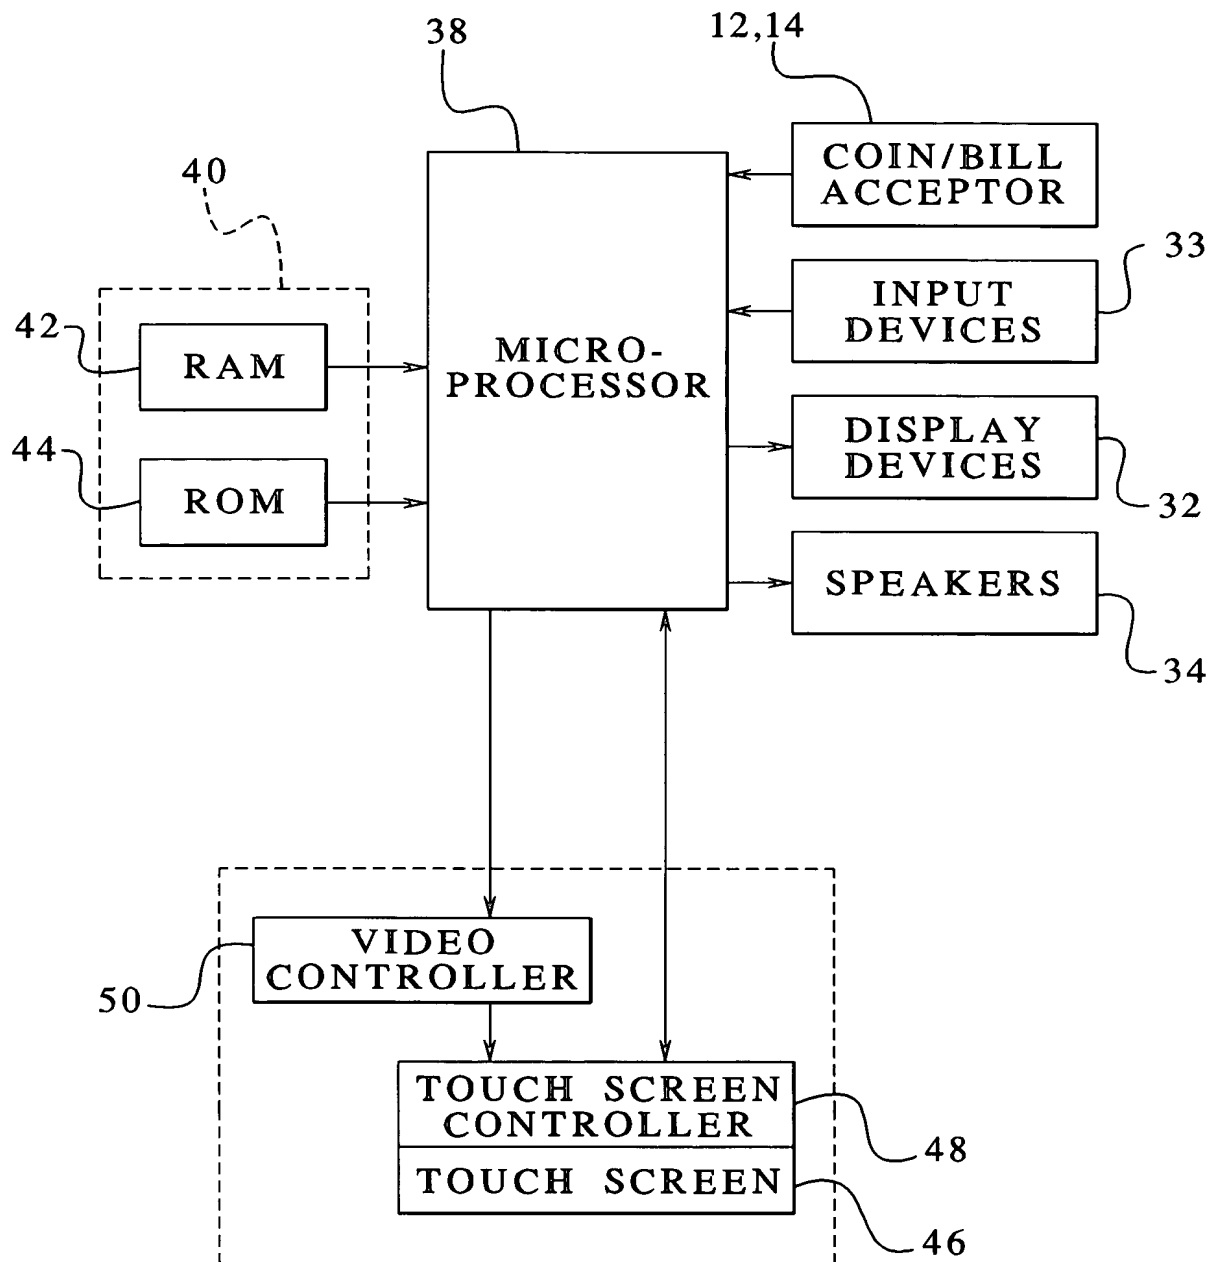 38
12,14
COIN/BILL
ACCEPTOR
40
33
INPUT
DEVICES
42
RAM
MICRO-
PROCESSOR
DISPLAY
DEVICES
44
ROM
32
SPEAKERS
34
VIDEO
CONTROLLER
50
TOUCH SCREEN
CONTROLLER
48
TOUCH SCREEN
46